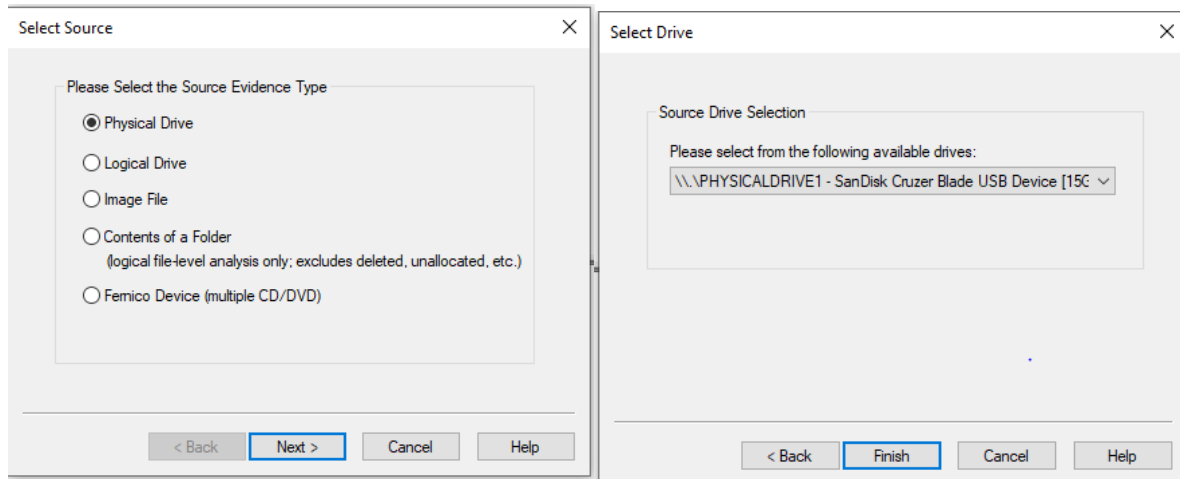 Select Source
Please Select the Source Evidence Type
Physical Drive
Logical Drive
Image File
Contents of a Folder
(logical file-level analysis only; excludes deleted, unallocated, etc.)
Fernico Device (multiple CD/DVD)
< Back
Next >
Cancel
Help
Select Drive
Source Drive Selection
Please select from the following available drives:
\\.\PHYSICALDRIVE1 - SanDisk Cruzer Blade USB Device [15G
< Back
Finish
Cancel
Help